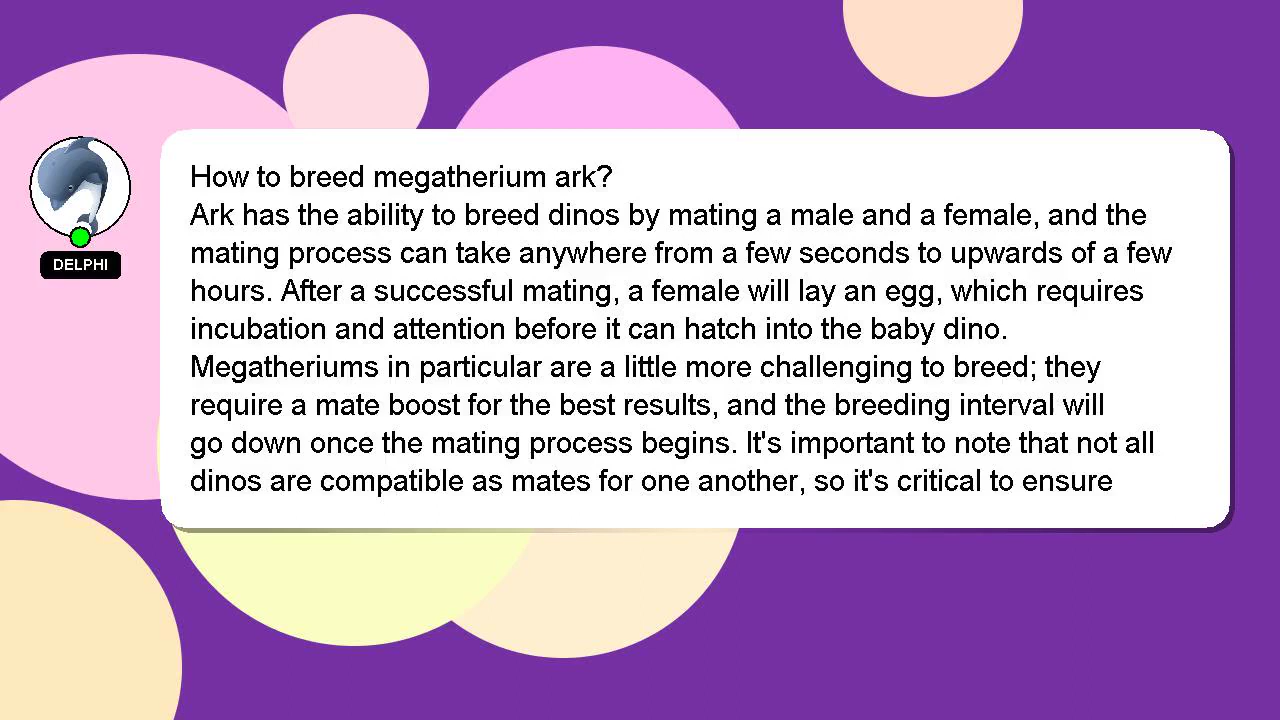 How to breed megatherium ark?
Ark has the ability to breed dinos by mating a male and a female, and the
mating process can take anywhere from a few seconds to upwards of a few
hours. After a successful mating, a female will lay an egg, which requires
incubation and attention before it can hatch into the baby dino.
Megatheriums in particular are a little more challenging to breed; they
require a mate boost for the best results, and the breeding interval will
go down once the mating process begins. It's important to note that not all
dinos are compatible as mates for one another, so it's critical to ensure
DELPHI